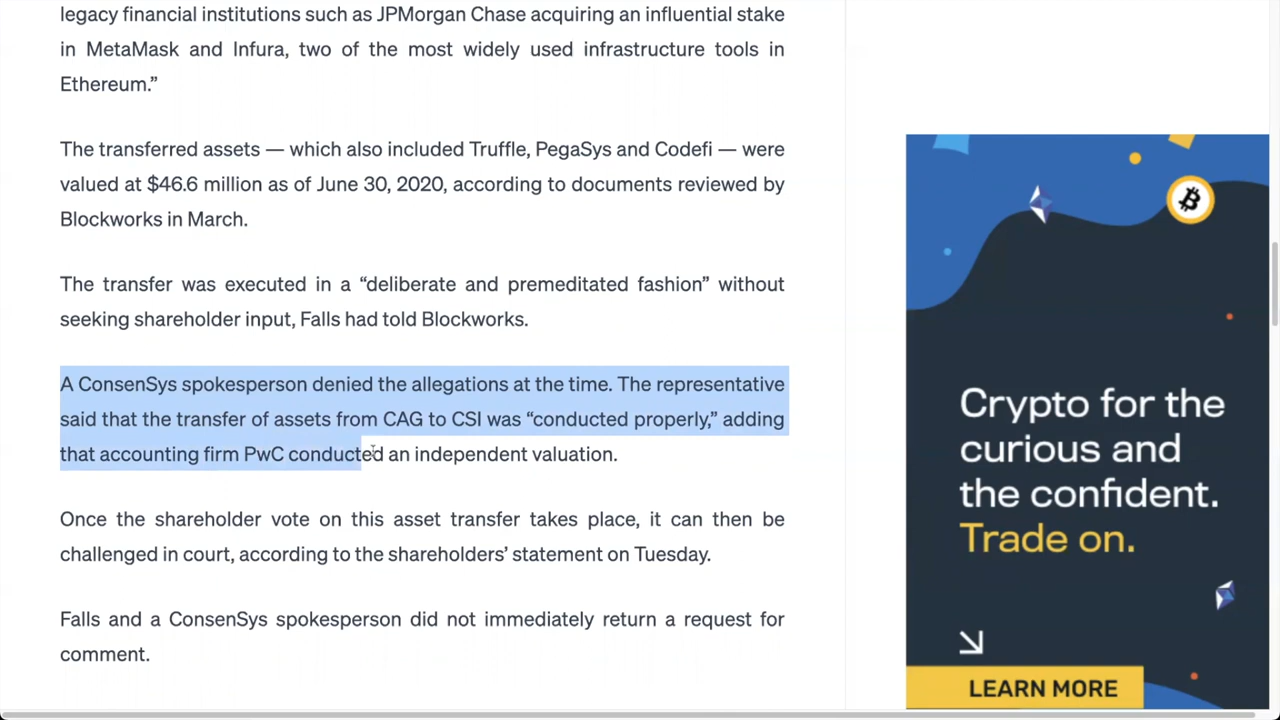 legacy financial institutions such as JPMorgan Chase acquiring an influential stake
in MetaMask and Infura, two of the most widely used infrastructure tools in
Ethereum.”
The transferred assets — which also included Truffle, PegaSys and Codefi — were
valued at $46.6 million as of June 30, 2020, according to documents reviewed by
Blockworks in March.
The transfer was executed in a “deliberate and premeditated fashion” without
seeking shareholder input, Falls had told Blockworks.
A ConsenSys spokesperson denied the allegations at the time. The representative
said that the transfer of assets from CAG to CSI was “conducted properly,” adding
that accounting firm PwC conducted an independent valuation.
Once the shareholder vote on this asset transfer takes place, it can then be
challenged in court, according to the shareholders’ statement on Tuesday.
Falls and a ConsenSys spokesperson did not immediately return a request for
comment.
Crypto for the
curious and
the confident.
Trade on.
LEARN MORE